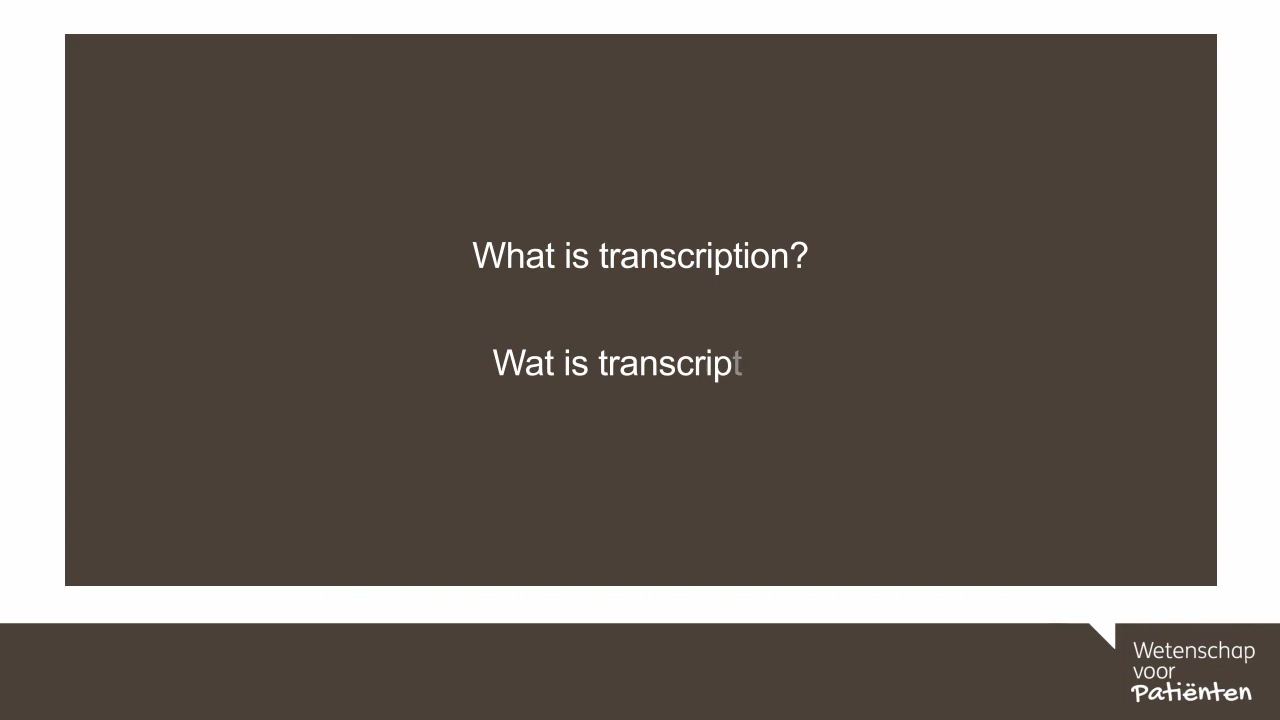 What is transcription?
Wat is transcript
Wetenschap
voor
Patiënten